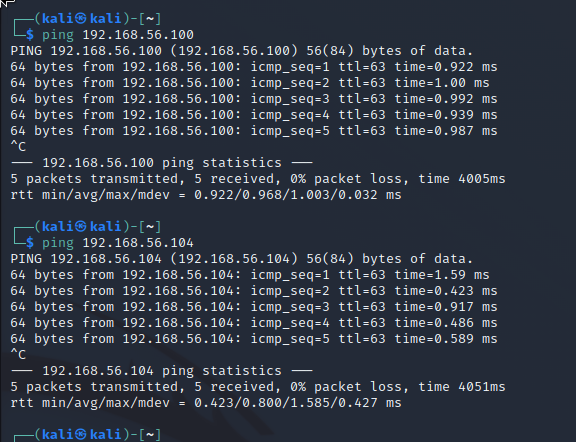 ┌──(kali㉿kali)-[~]
└─$ ping 192.168.56.100
PING 192.168.56.100 (192.168.56.100) 56(84) bytes of data.
64 bytes from 192.168.56.100: icmp_seq=1 ttl=63 time=0.922 ms
64 bytes from 192.168.56.100: icmp_seq=2 ttl=63 time=1.00 ms
64 bytes from 192.168.56.100: icmp_seq=3 ttl=63 time=0.992 ms
64 bytes from 192.168.56.100: icmp_seq=4 ttl=63 time=0.939 ms
64 bytes from 192.168.56.100: icmp_seq=5 ttl=63 time=0.987 ms
^C
--- 192.168.56.100 ping statistics ---
5 packets transmitted, 5 received, 0% packet loss, time 4005ms
rtt min/avg/max/mdev = 0.922/0.968/1.003/0.032 ms
┌──(kali㉿kali)-[~]
└─$ ping 192.168.56.104
PING 192.168.56.104 (192.168.56.104) 56(84) bytes of data.
64 bytes from 192.168.56.104: icmp_seq=1 ttl=63 time=1.59 ms
64 bytes from 192.168.56.104: icmp_seq=2 ttl=63 time=0.423 ms
64 bytes from 192.168.56.104: icmp_seq=3 ttl=63 time=0.917 ms
64 bytes from 192.168.56.104: icmp_seq=4 ttl=63 time=0.486 ms
64 bytes from 192.168.56.104: icmp_seq=5 ttl=63 time=0.589 ms
^C
--- 192.168.56.104 ping statistics ---
5 packets transmitted, 5 received, 0% packet loss, time 4051ms
rtt min/avg/max/mdev = 0.423/0.800/1.585/0.427 ms
┌──(kali㉿kali)-[~]